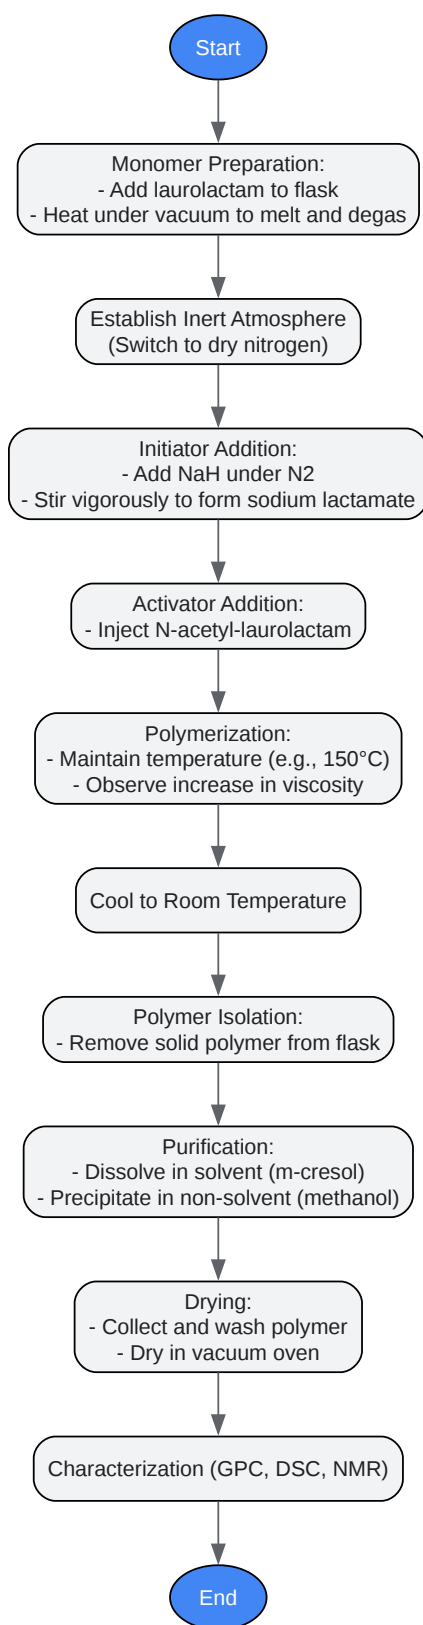 Start
Monomer Preparation:
- Add laurolactam to flask
- Heat under vacuum to melt and degas
Establish Inert Atmosphere
(Switch to dry nitrogen)
Initiator Addition:
- Add NaH under N2
- Stir vigorously to form sodium lactamate
Activator Addition:
- Inject N-acetyl-laurolactam
Polymerization:
- Maintain temperature (e.g., 150°C)
- Observe increase in viscosity
Cool to Room Temperature
Polymer Isolation:
- Remove solid polymer from flask
Purification:
- Dissolve in solvent (m-cresol)
- Precipitate in non-solvent (methanol)
Drying:
- Collect and wash polymer
- Dry in vacuum oven
Characterization (GPC, DSC, NMR)
End